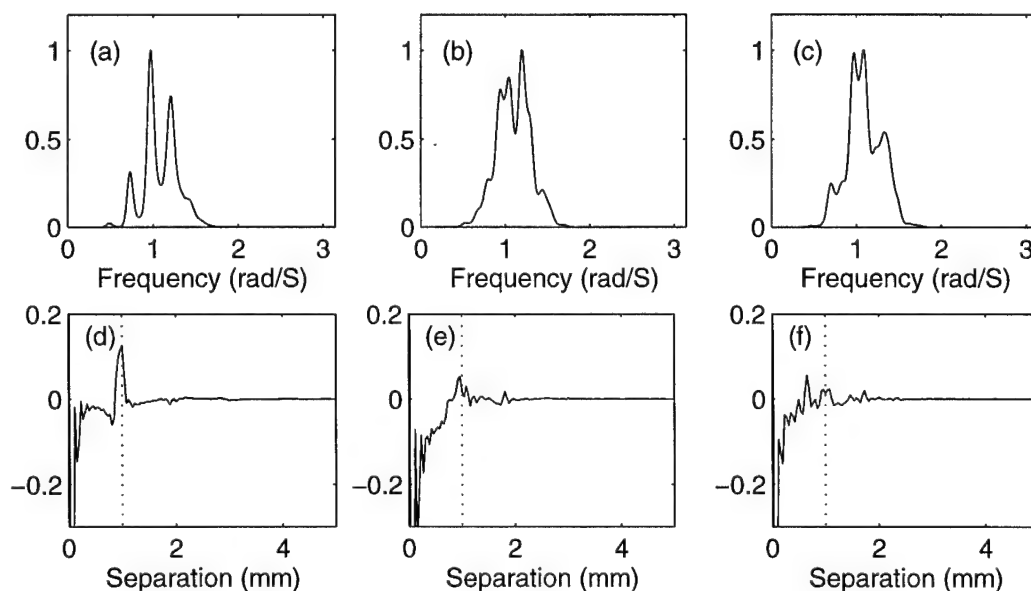 (a) (b) (c)
1 1 1
0.5 0.5 0.5
0 0 0
0 1 2 3 0 1 2 3 0 1 2 3
Frequency (rad/S) Frequency (rad/S) Frequency (rad/S)
0.2 0.2 0.2
(d) (e) (f)
0 0 0
−0.2 −0.2 −0.2
0 2 4 0 2 4 0 2 4
Separation (mm) Separation (mm) Separation (mm)